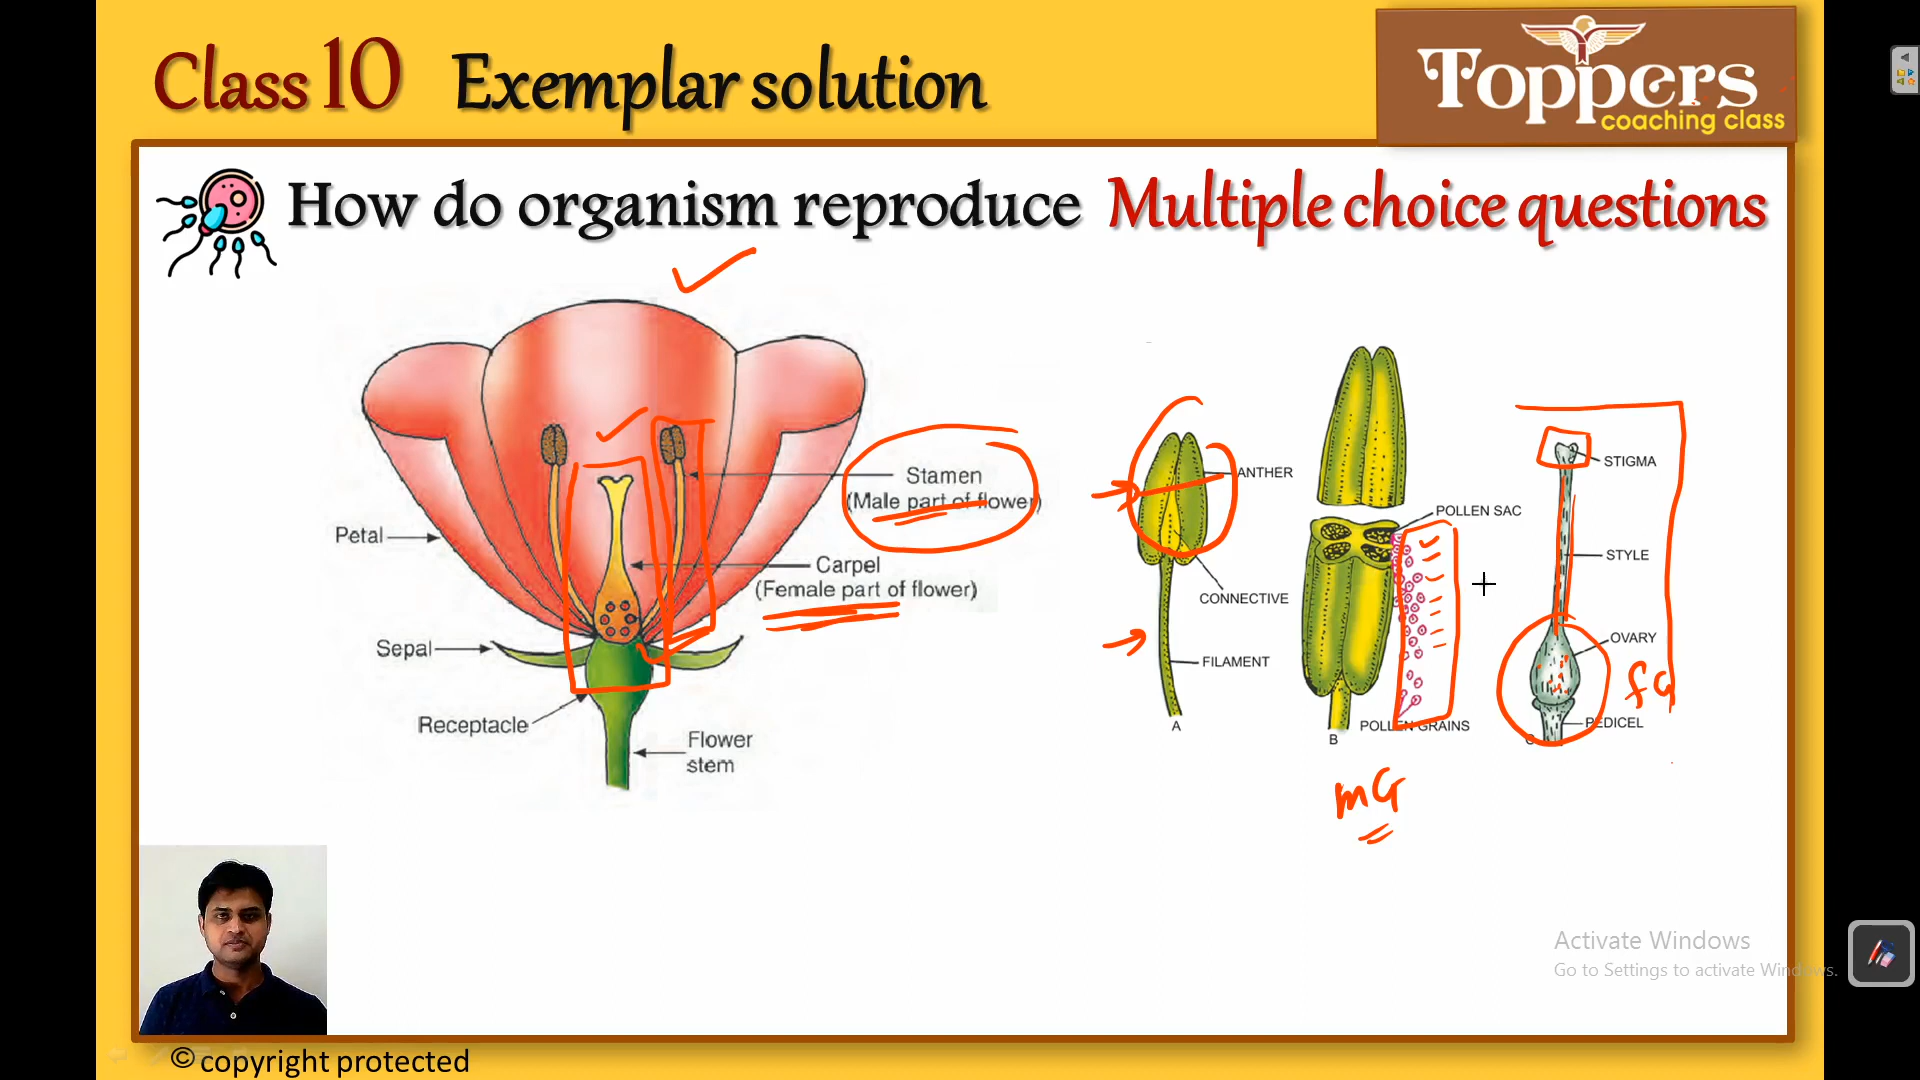 Class 10 Exemplar solution
Toppers
coaching class
How do organism reproduce Multiple choice questions
Stamen
(Male part of flower)
Petal
Carpel
(Female part of flower)
Sepal
Receptacle
Flower
stem
ANTHER
CONNECTIVE
FILAMENT
A
POLLEN SAC
POLLEN GRAINS
B
STIGMA
STYLE
OVARY
PEDICEL
mG
fG
Activate Windows
Go to Settings to activate Windows.
©copyright protected